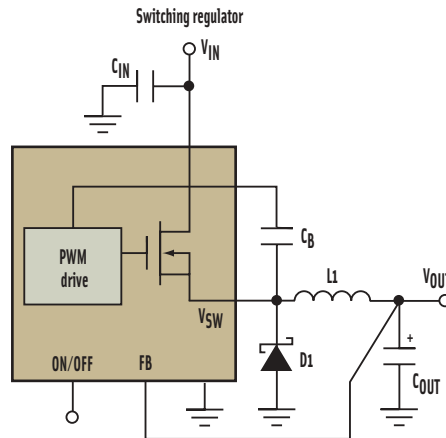 Switching regulator
VIN
CIN
PWM
drive
CB
L1
VOUT
VSW
D1
+
COUT
ON/OFF
FB